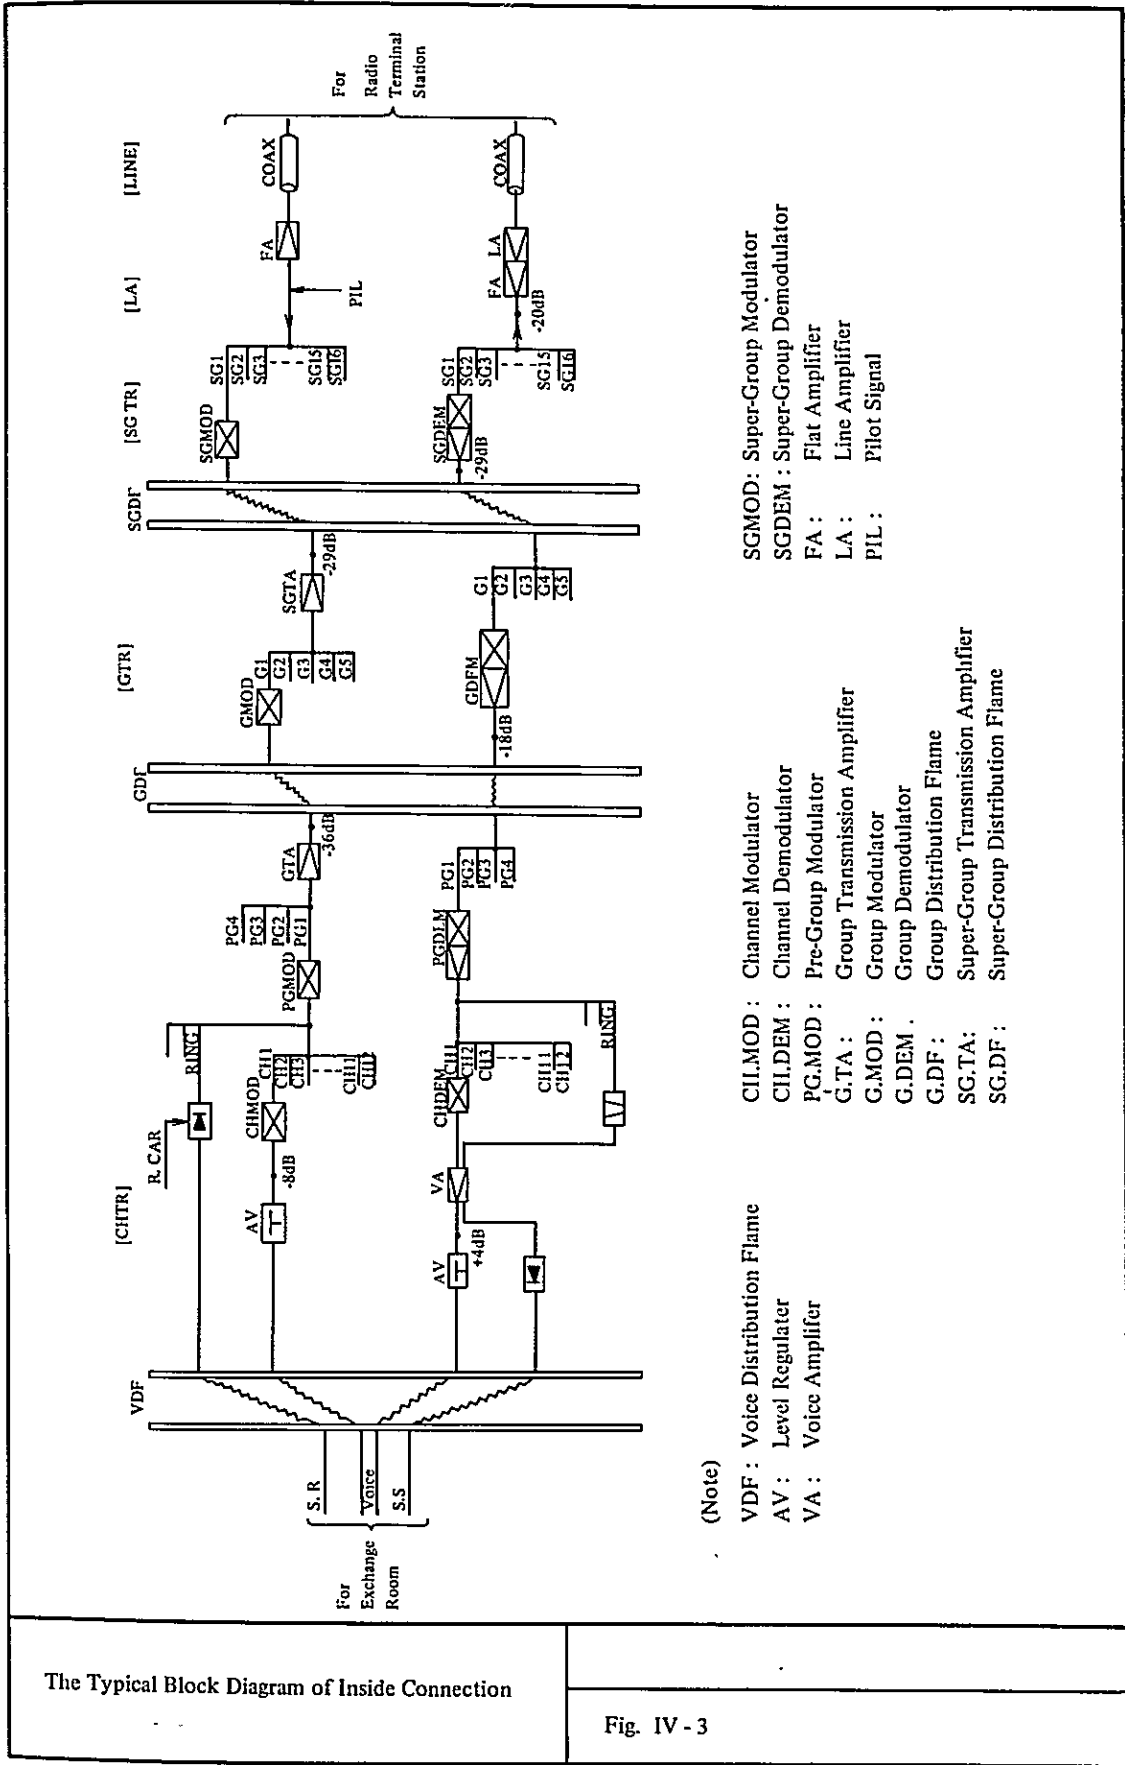 [CHTR]
[GTR]
[SG TR]
[LA]
[LINE]
VDF
GDF
SGDF
For
Exchange
Room
S. R
Voice
S.S
R. CAR
RING
AV
-8dB
CHMOD
CH1
CH2
CH3
CH11
CH12
PGMOD
PG4
PG3
PG2
PG1
GTA
-36dB
GMOD
G1
G2
G3
G4
G5
SGTA
-29dB
SGMOD
SG1
SG2
SG3
SG15
SG16
PIL
FA
COAX
For
Radio
Terminal
Station
AV
+4dB
VA
CHDEM
CH1
CH2
CH3
CH11
CH12
RING
PGDEM
PG1
PG2
PG3
PG4
-18dB
GDEM
G1
G2
G3
G4
G5
-29dB
SGDEM
SG1
SG2
SG3
SG15
SG16
-20dB
FA LA
COAX
(Note)
VDF : Voice Distribution Flame
AV : Level Regulater
VA : Voice Amplifer
CH.MOD : Channel Modulator
CH.DEM : Channel Demodulator
PG.MOD : Pre-Group Modulator
G.TA : Group Transmission Amplifier
G.MOD : Group Modulator
G.DEM . Group Demodulator
G.DF : Group Distribution Flame
SG.TA: Super-Group Transmission Amplifier
SG.DF : Super-Group Distribution Flame
SGMOD: Super-Group Modulator
SGDEM : Super-Group Demodulator
FA : Flat Amplifier
LA : Line Amplifier
PIL : Pilot Signal
The Typical Block Diagram of Inside Connection
Fig. IV - 3